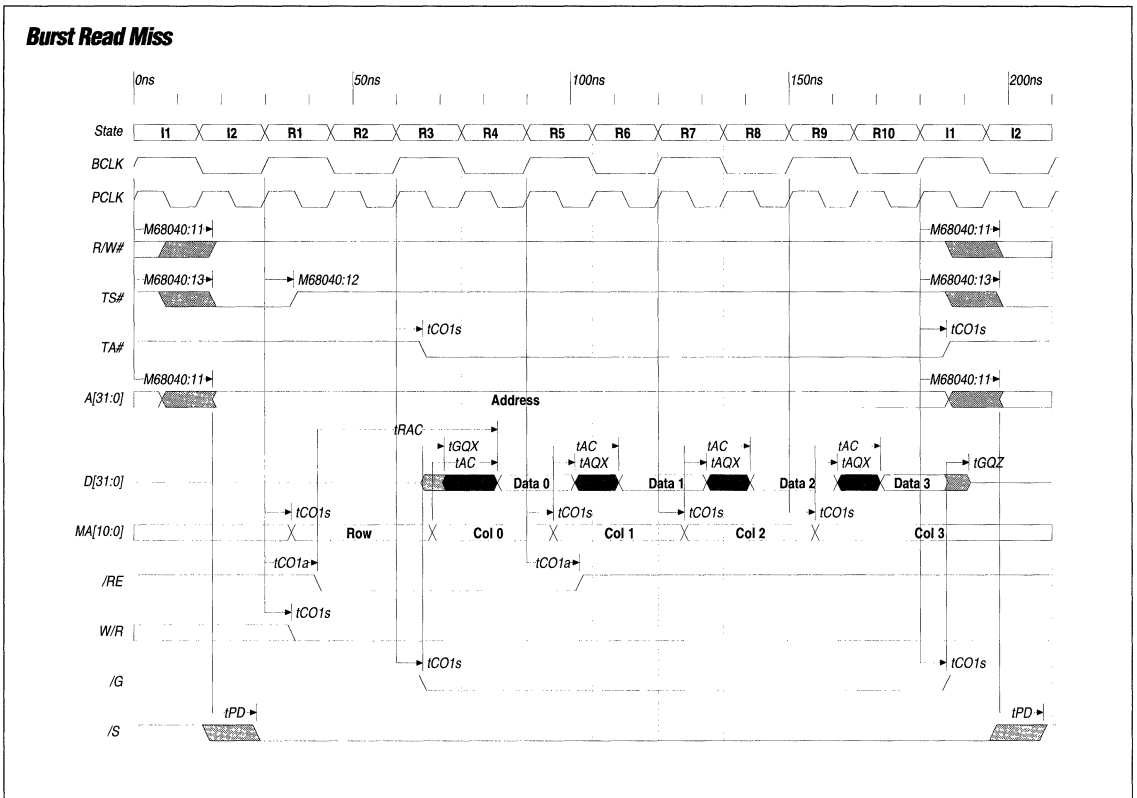 Burst Read Miss
0ns 50ns 100ns 150ns 200ns
State I1 I2 R1 R2 R3 R4 R5 R6 R7 R8 R9 R10 I1 I2
BCLK
PCLK
M68040:11 M68040:11
R/W#
M68040:13 M68040:12 M68040:13
TS#
tCO1s tCO1s
TA#
M68040:11 M68040:11
A[31:0] Address
tRAC
tGQX tAC tAC tAC
tAC tAQX tAQX tAQX tGQZ
D[31:0] Data 0 Data 1 Data 2 Data 3
tCO1s tCO1s tCO1s tCO1s
MA[10:0] Row Col 0 Col 1 Col 2 Col 3
tCO1a tCO1a
/RE
tCO1s
W/R
tCO1s tCO1s
/G
tPD tPD
/S